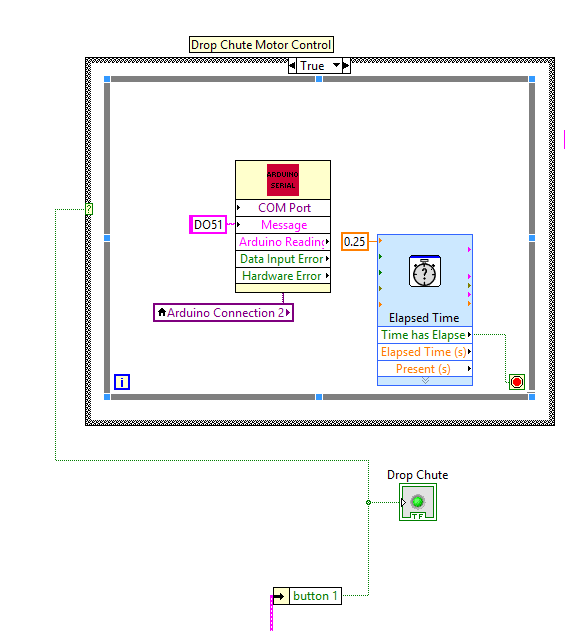 Drop Chute Motor Control
True
?
ARDUINO
SERIAL
COM Port
DO51
Message
Arduino Reading
0.25
Data Input Error
Hardware Error
Arduino Connection 2
?
Elapsed Time
Time has Elapse
Elapsed Time (s)
Present (s)
i
Drop Chute
TF
button 1